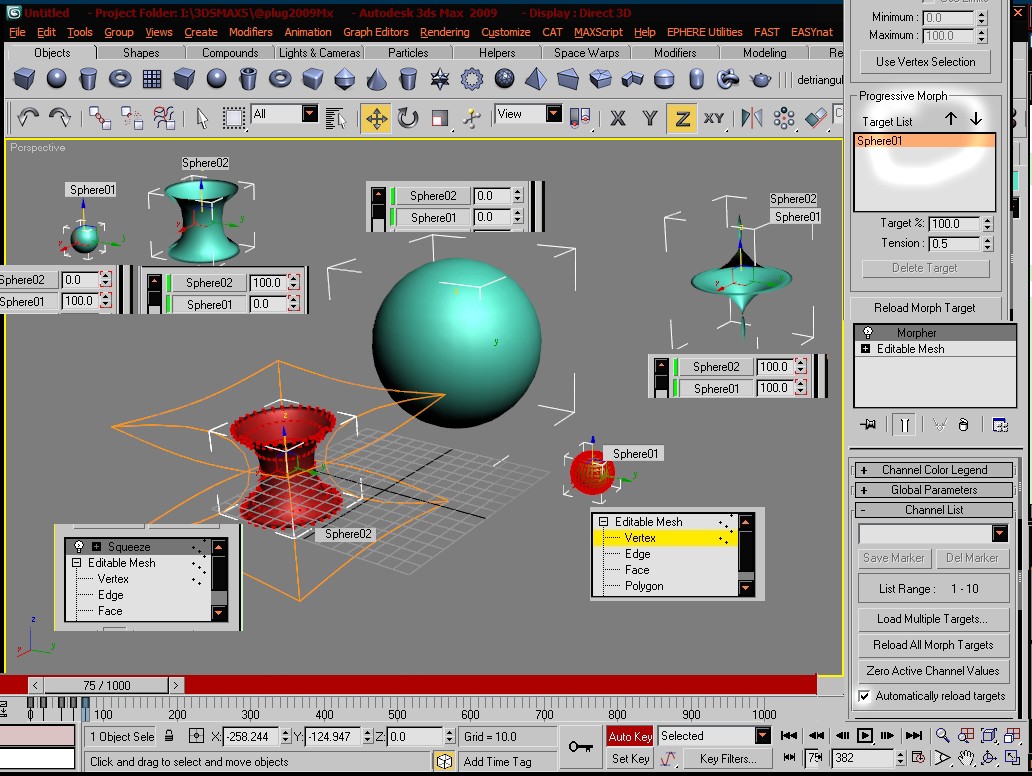 Untitled - Project Folder: I:\3DSMAX5\@plug2009Mx - Autodesk 3ds Max 2009 - Display : Direct 3D
File Edit Tools Group Views Create Modifiers Animation Graph Editors Rendering Customize CAT MAXScript Help EPHERE Utilities FAST EASYnat
Objects Shapes Compounds Lights & Cameras Particles Helpers Space Warps Modifiers Modeling Re
detriangul
All
View
X Y Z XY
Perspective
Sphere01
Sphere02
Sphere02 0.0
Sphere01 100.0
Sphere02 100.0
Sphere01 0.0
Sphere02 0.0
Sphere01 0.0
Sphere02
Sphere01
Sphere02 100.0
Sphere01 100.0
Sphere02
Sphere01
Squeeze
Editable Mesh
Vertex
Edge
Face
Editable Mesh
Vertex
Edge
Face
Polygon
Minimum : 0.0
Maximum : 100.0
Use Vertex Selection
Progressive Morph
Target List
Sphere01
Target %: 100.0
Tension : 0.5
Delete Target
Reload Morph Target
Morpher
Editable Mesh
+ Channel Color Legend
+ Global Parameters
- Channel List
Save Marker Del Marker
List Range : 1 - 10
Load Multiple Targets...
Reload All Morph Targets
Zero Active Channel Values
Automatically reload targets
< 75 / 1000 >
0 100 200 300 400 500 600 700 800 900 1000
1 Object Sele X: -258.244 Y: -124.947 Z: 0.0 Grid = 10.0 Auto Key Selected
Click and drag to select and move objects Add Time Tag Set Key Key Filters... 75 382